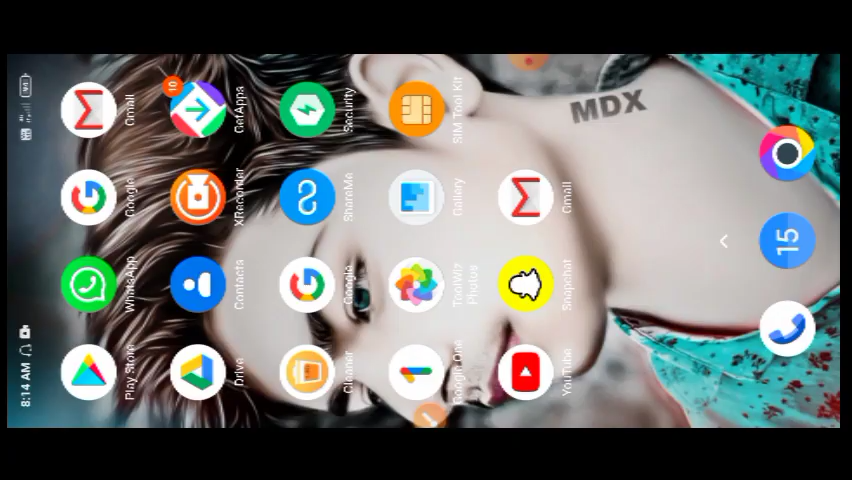 8:14 AM
Play Store
WhatsApp
Google
Gmail
Drive
Contacts
XRecorder
GetApps
10
Cleaner
Google
ShareMe
Security
Google One
ToolWiz
Photos
Gallery
SIM Tool Kit
YouTube
Snapchat
Gmail
MDX
15